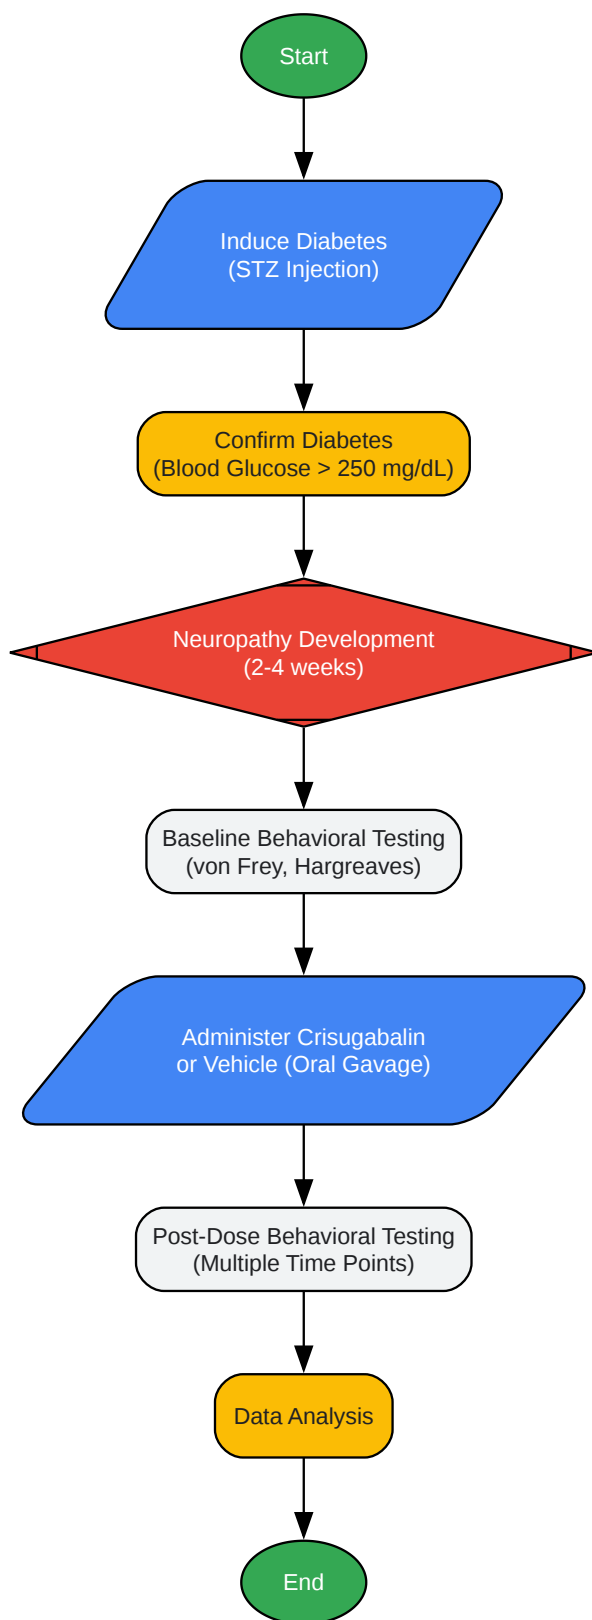 Start
Induce Diabetes
(STZ Injection)
Confirm Diabetes
(Blood Glucose > 250 mg/dL)
Neuropathy Development
(2-4 weeks)
Baseline Behavioral Testing
(von Frey, Hargreaves)
Administer Crisugabalin
or Vehicle (Oral Gavage)
Post-Dose Behavioral Testing
(Multiple Time Points)
Data Analysis
End